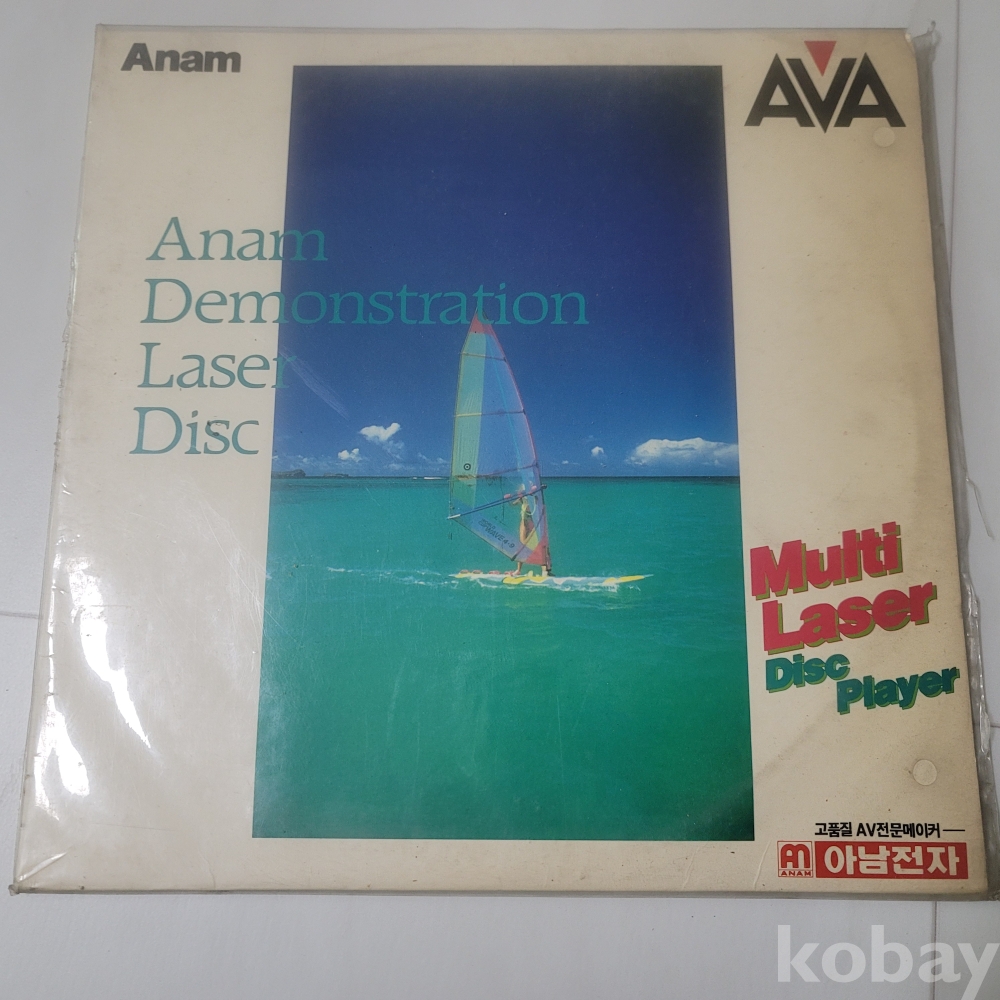 Anam
AVA
Anam
Demonstration
Laser
Disc
Multi
Laser
Disc
Player
고품질 AV전문메이커
ANAM
아남전자
kobay